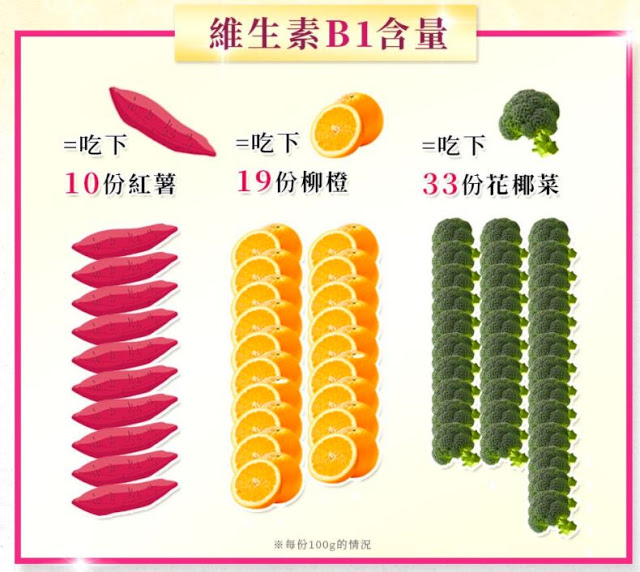 維生素B1含量
=吃下
10份紅薯
=吃下
19份柳橙
=吃下
33份花椰菜
※每份100g的情況